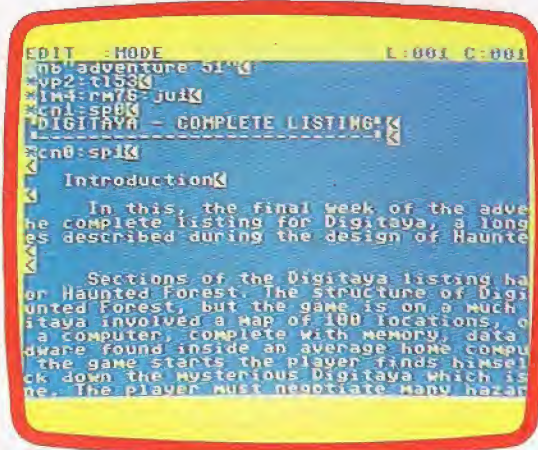 EDIT :MODE L:001 C:001
nb"adventure 51"<
*vp2:tl53<
*lm4:rm76:ju1<
*cn1:sp0<
"DIGITAYA - COMPLETE LISTING"<
<
*cn0:sp1<
<
Introduction<
<
In this, the final week of the adve
he complete listing for Digitaya, a long
es described during the design of Haunte
<
<
Sections of the Digitaya listing ha
or Haunted Forest. The structure of Digi
unted Forest, but the game is on a much
itaya involved a map of 100 locations, o
a computer, complete with memory, data
dware found inside an average home compu
the game starts the player finds himsel
ck down the mysterious Digitaya which is
ne. The player must negotiate many hazar